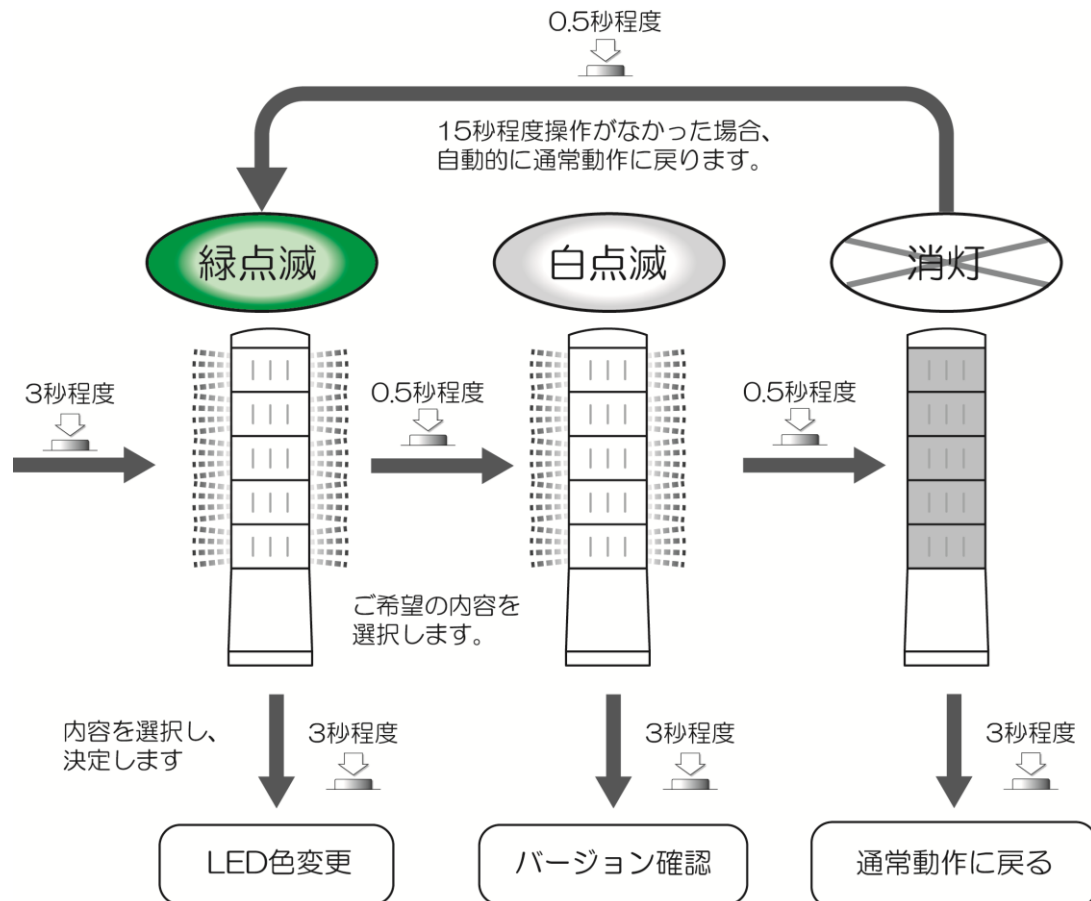 0.5秒程度
15秒程度操作がなかった場合、
自動的に通常動作に戻ります。
緑点滅
白点滅
消灯
3秒程度
0.5秒程度
0.5秒程度
ご希望の内容を
選択します。
内容を選択し、
決定します
3秒程度
3秒程度
3秒程度
LED色変更
バージョン確認
通常動作に戻る